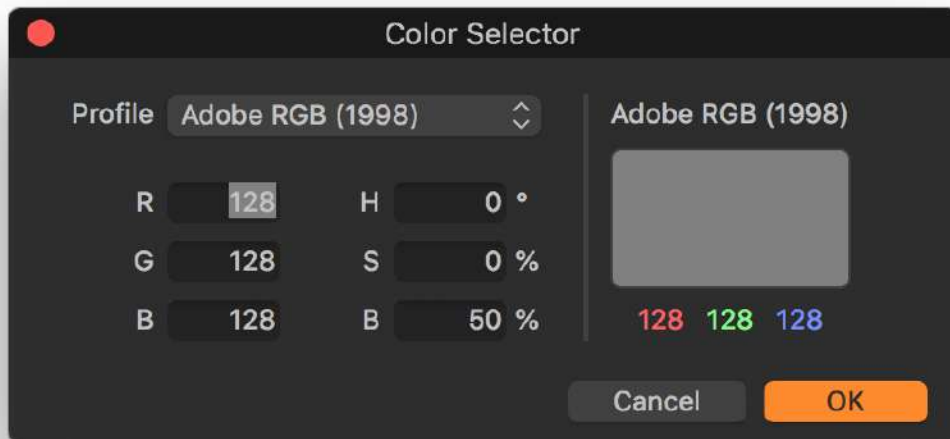 Color Selector
Profile Adobe RGB (1998) Adobe RGB (1998)
R 128 H 0 °
G 128 S 0 %
B 128 B 50 % 128 128 128
Cancel OK